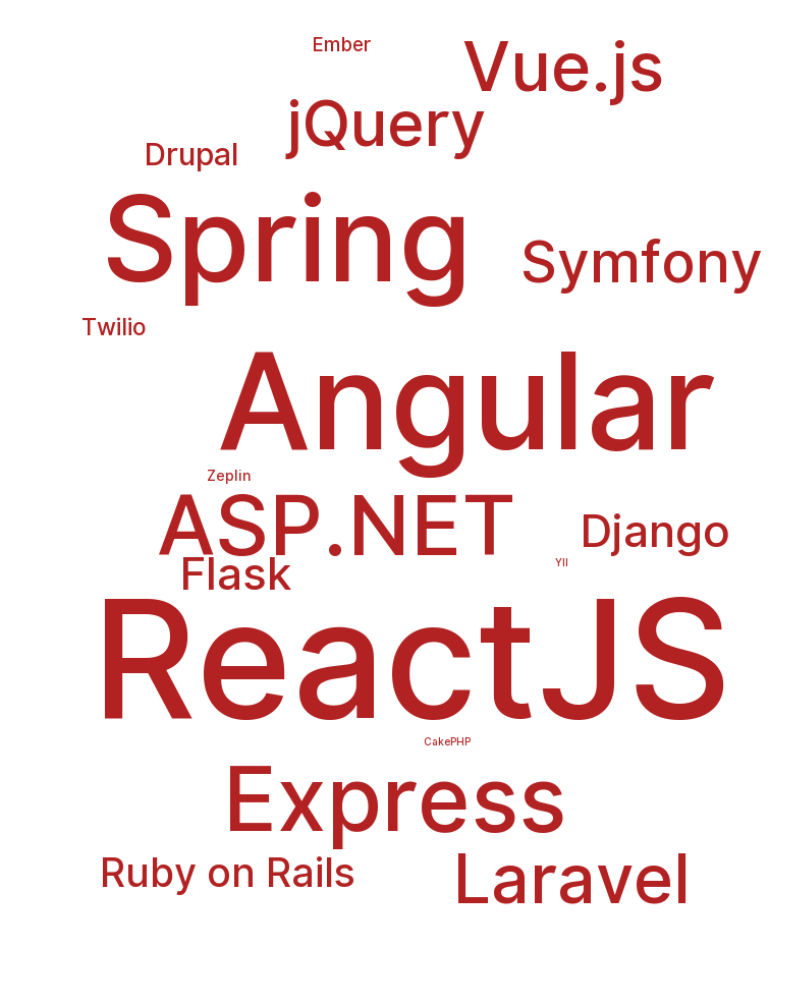 Ember
Vue.js
jQuery
Drupal
Spring
Symfony
Twilio
Angular
Zeplin
ASP.NET
Django
YII
Flask
ReactJS
CakePHP
Express
Ruby on Rails
Laravel